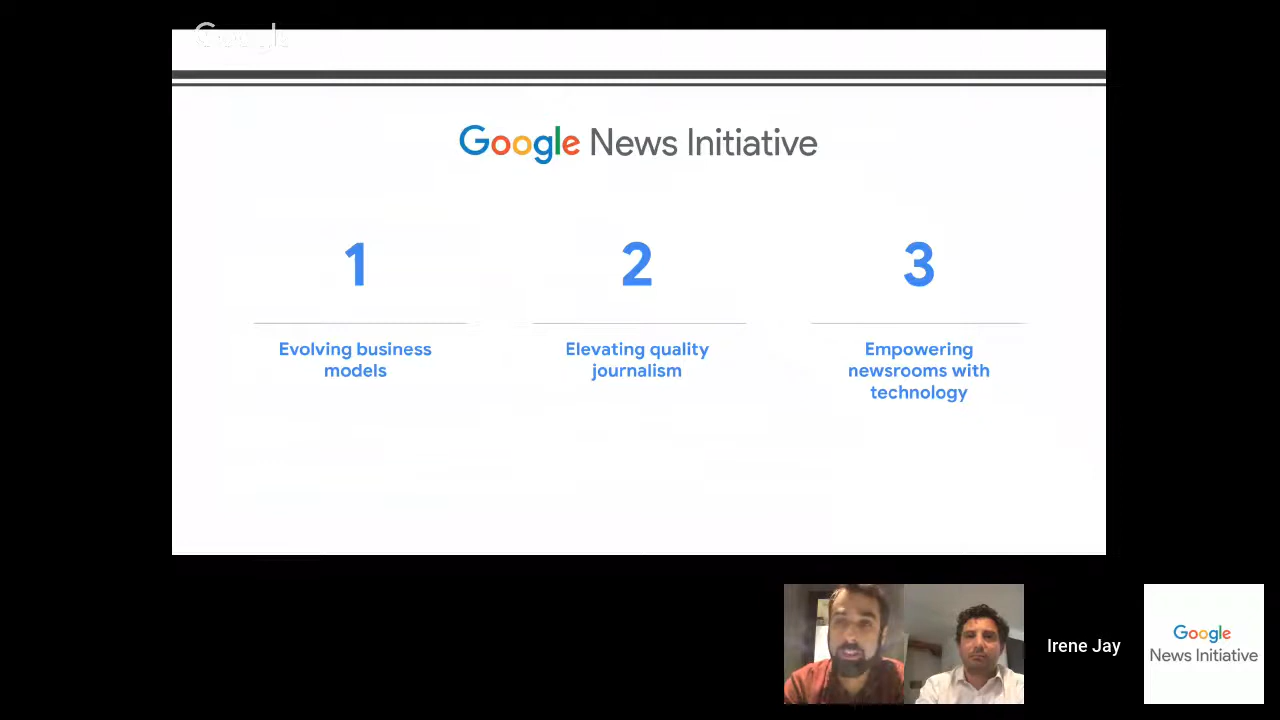 Google
Google News Initiative
1
2
3
Evolving business
models
Elevating quality
journalism
Empowering
newsrooms with
technology
Irene Jay
Google
News Initiative